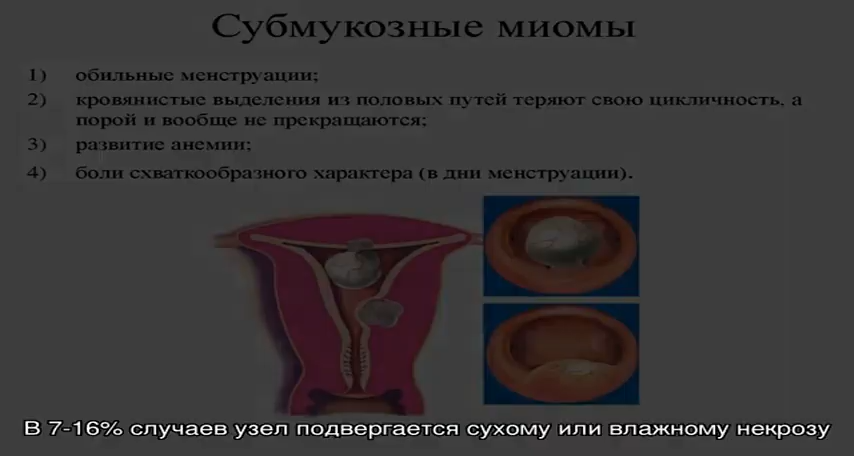 Субмукозные миомы
1) обильные менструации;
2) кровянистые выделения из половых путей теряют свою цикличность, а
порой и вообще не прекращаются;
3) развитие анемии;
4) боли схваткообразного характера (в дни менструации).
В 7-16% случаев узел подвергается сухому или влажному некрозу